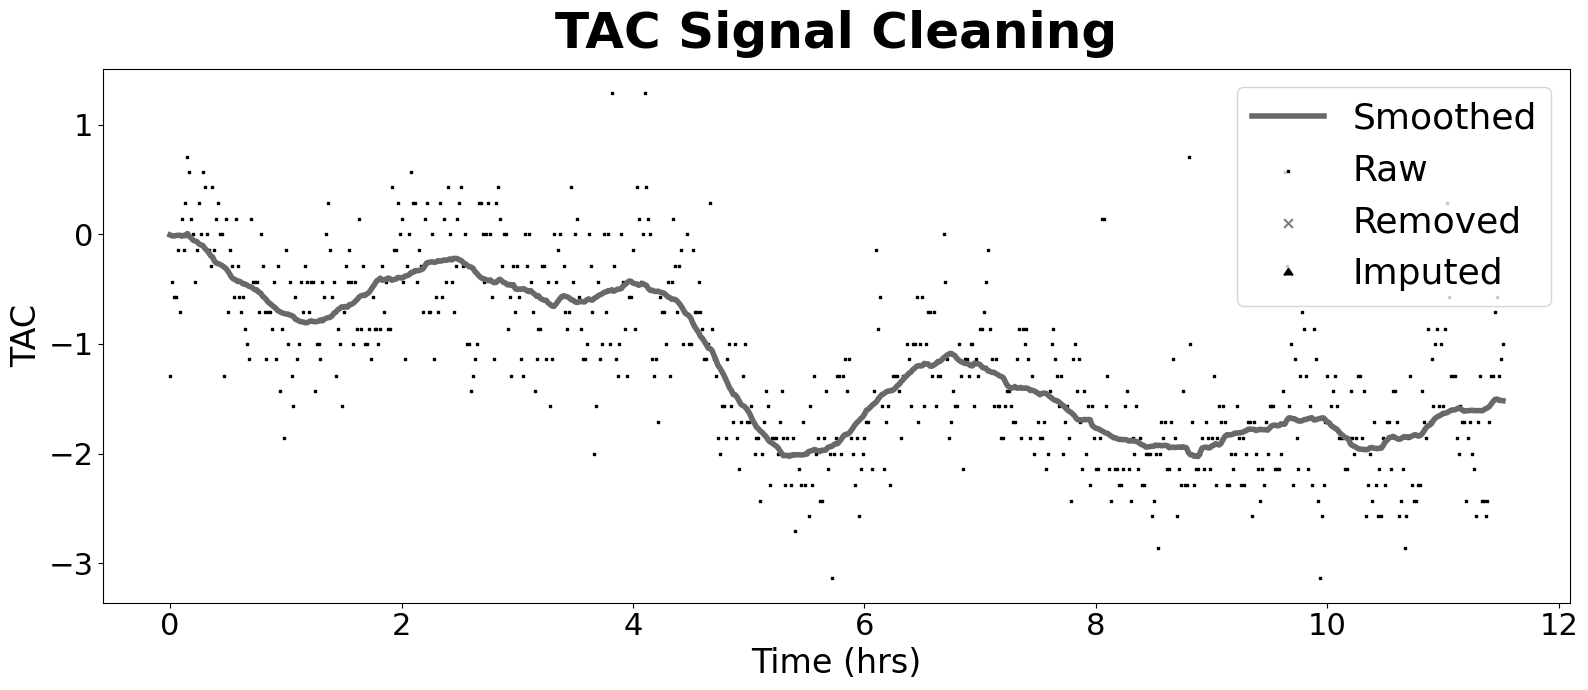 TAC Signal Cleaning
TAC
1
0
−1
−2
−3
Smoothed
Raw
Removed
Imputed
0 2 4 6 8 10 12
Time (hrs)